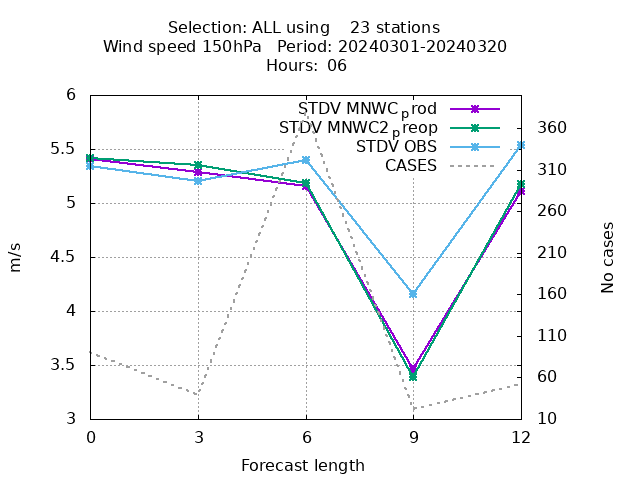 Selection: ALL using 23 stations
Wind speed 150hPa Period: 20240301-20240320
Hours: 06
STDV MNWCprod
STDV MNWC2preop
STDV OBS
CASES
6
5.5
5
4.5
4
3.5
3
360
310
260
210
160
110
60
10
m/s
No cases
0 3 6 9 12
Forecast length